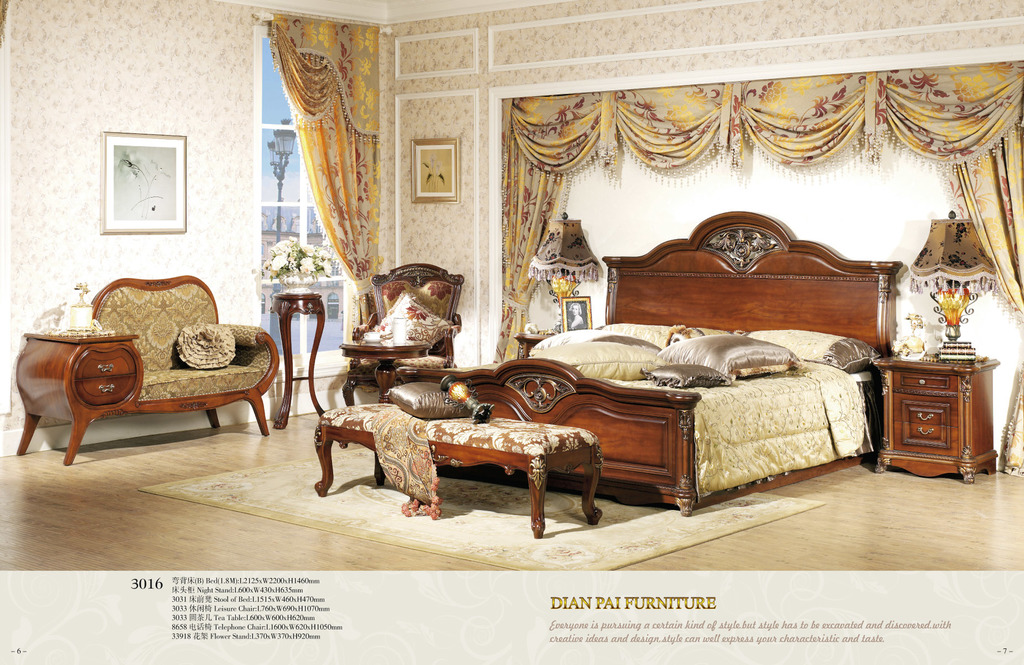 3016
弯背床(B) Bed(1.8M):L2125xW2200xH1460mm
床头柜 Night Stand:L600xW430xH635mm
3031 床前凳 Stool of Bed:L1515xW460xH470mm
3033 休闲椅 Leisure Chair:L760xW690xH1070mm
3033 圆茶几 Tea Table:L600xW600xH620mm
8658 电话椅 Telephone Chair:L1600xW620xH1050mm
33918 花架 Flower Stand:L370xW370xH920mm
DIAN PAI FURNITURE
Everyone is pursuing a certain kind of style,but style has to be excavated and discovered.with
creative ideas and design,style can well express your characteristic and taste.
– 6 –
– 7 –